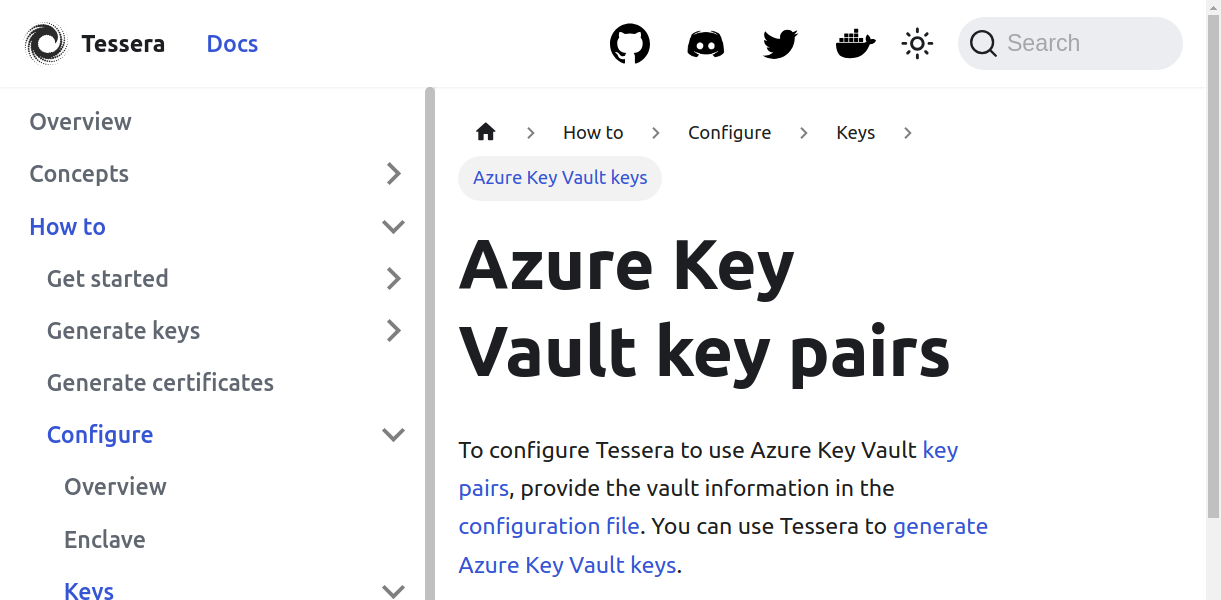 Tessera Docs Search
Overview
Concepts
How to
Get started
Generate keys
Generate certificates
Configure
Overview
Enclave
Keys
How to Configure Keys
Azure Key Vault keys
Azure Key
Vault key pairs
To configure Tessera to use Azure Key Vault key
pairs, provide the vault information in the
configuration file. You can use Tessera to generate
Azure Key Vault keys.